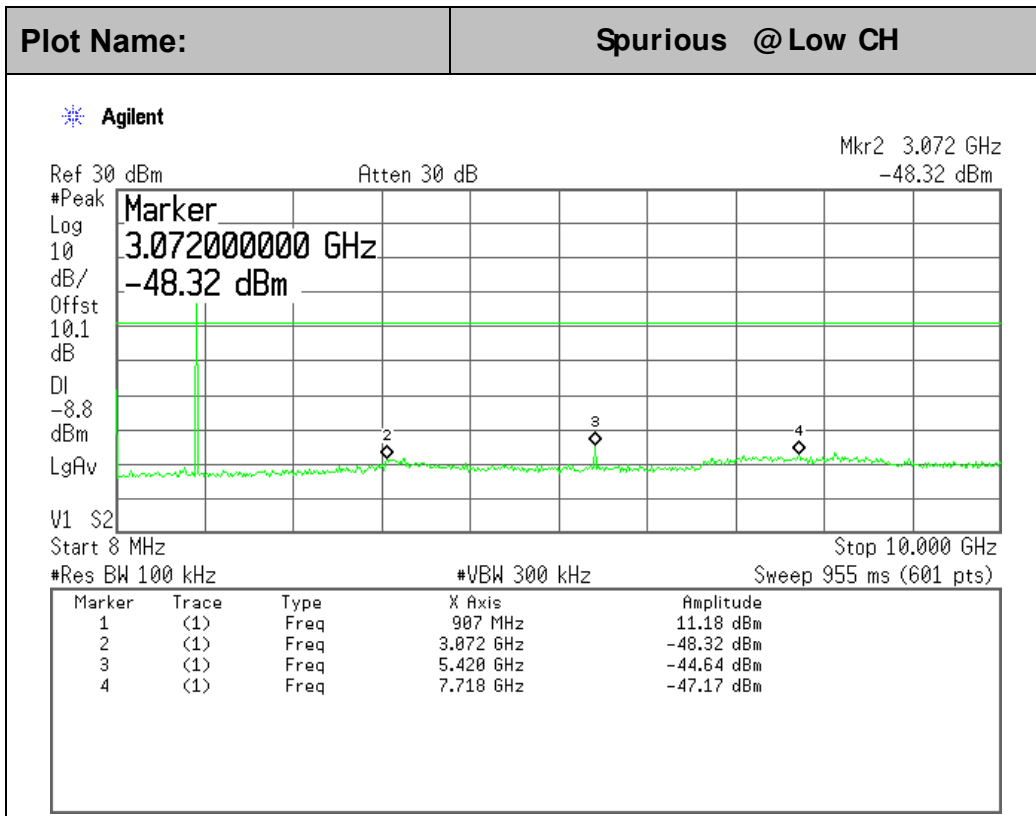 Plot Name: Spurious @ Low CH
Agilent
Mkr2 3.072 GHz
Ref 30 dBm Atten 30 dB -48.32 dBm
#Peak
Log
10
dB/
Offst
10.1
dB
DI
-8.8
dBm
LgAv
V1 S2
Marker
3.072000000 GHz
-48.32 dBm
2
3
4
Start 8 MHz Stop 10.000 GHz
#Res BW 100 kHz #VBW 300 kHz Sweep 955 ms (601 pts)
Marker Trace Type X Axis Amplitude
1 (1) Freq 907 MHz 11.18 dBm
2 (1) Freq 3.072 GHz -48.32 dBm
3 (1) Freq 5.420 GHz -44.64 dBm
4 (1) Freq 7.718 GHz -47.17 dBm